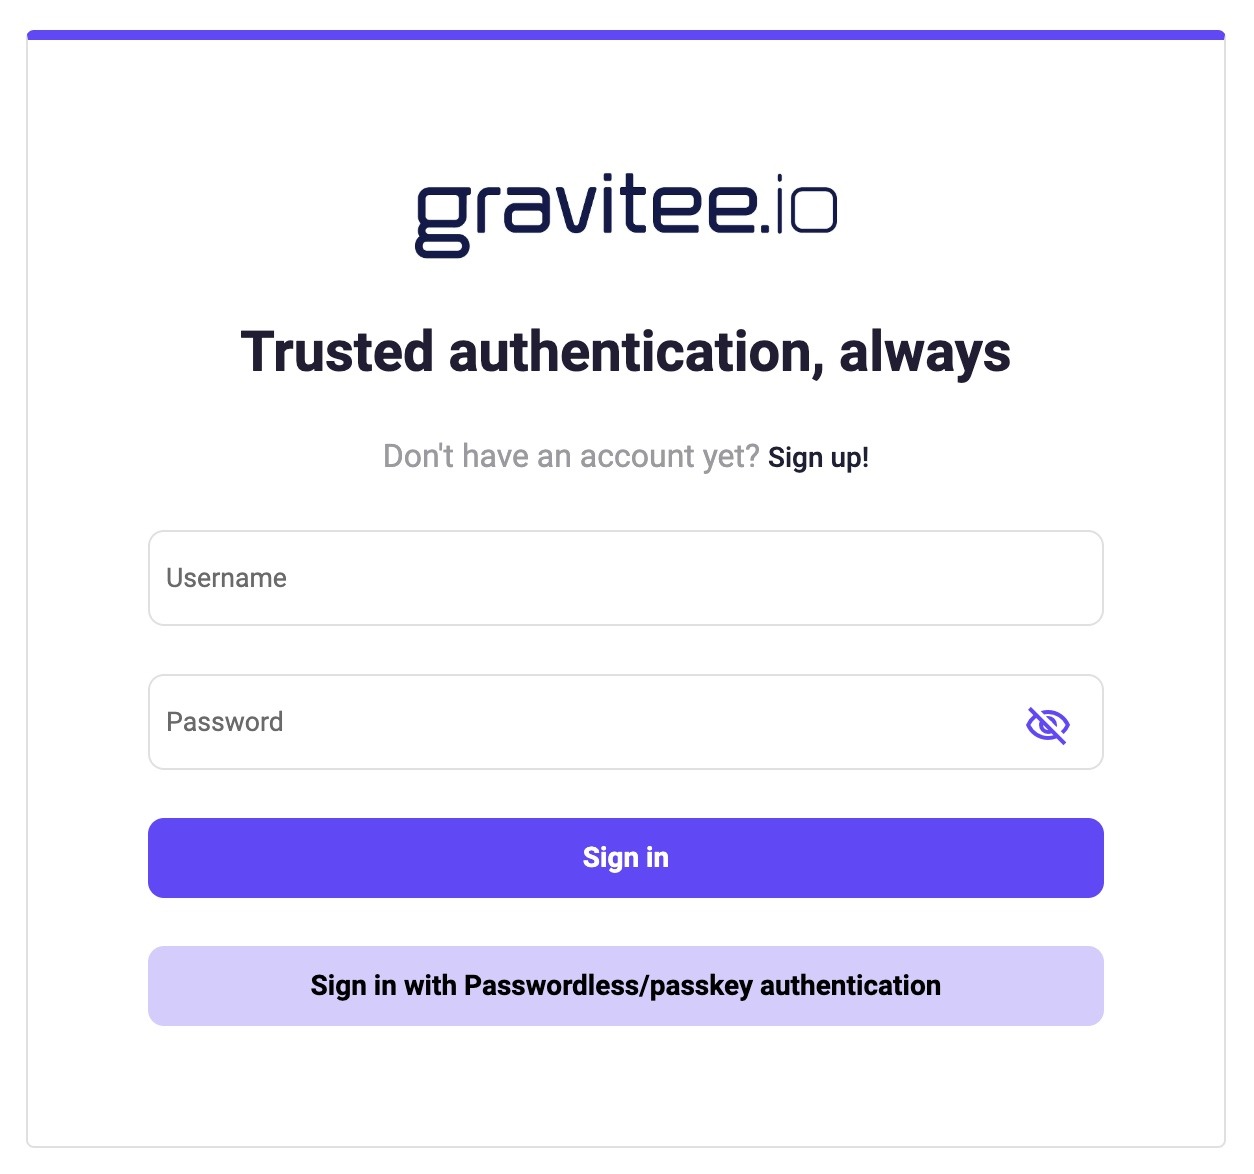 gravitee.io
Trusted authentication, always
Don't have an account yet? Sign up!
Username
Password
Sign in
Sign in with Passwordless/passkey authentication